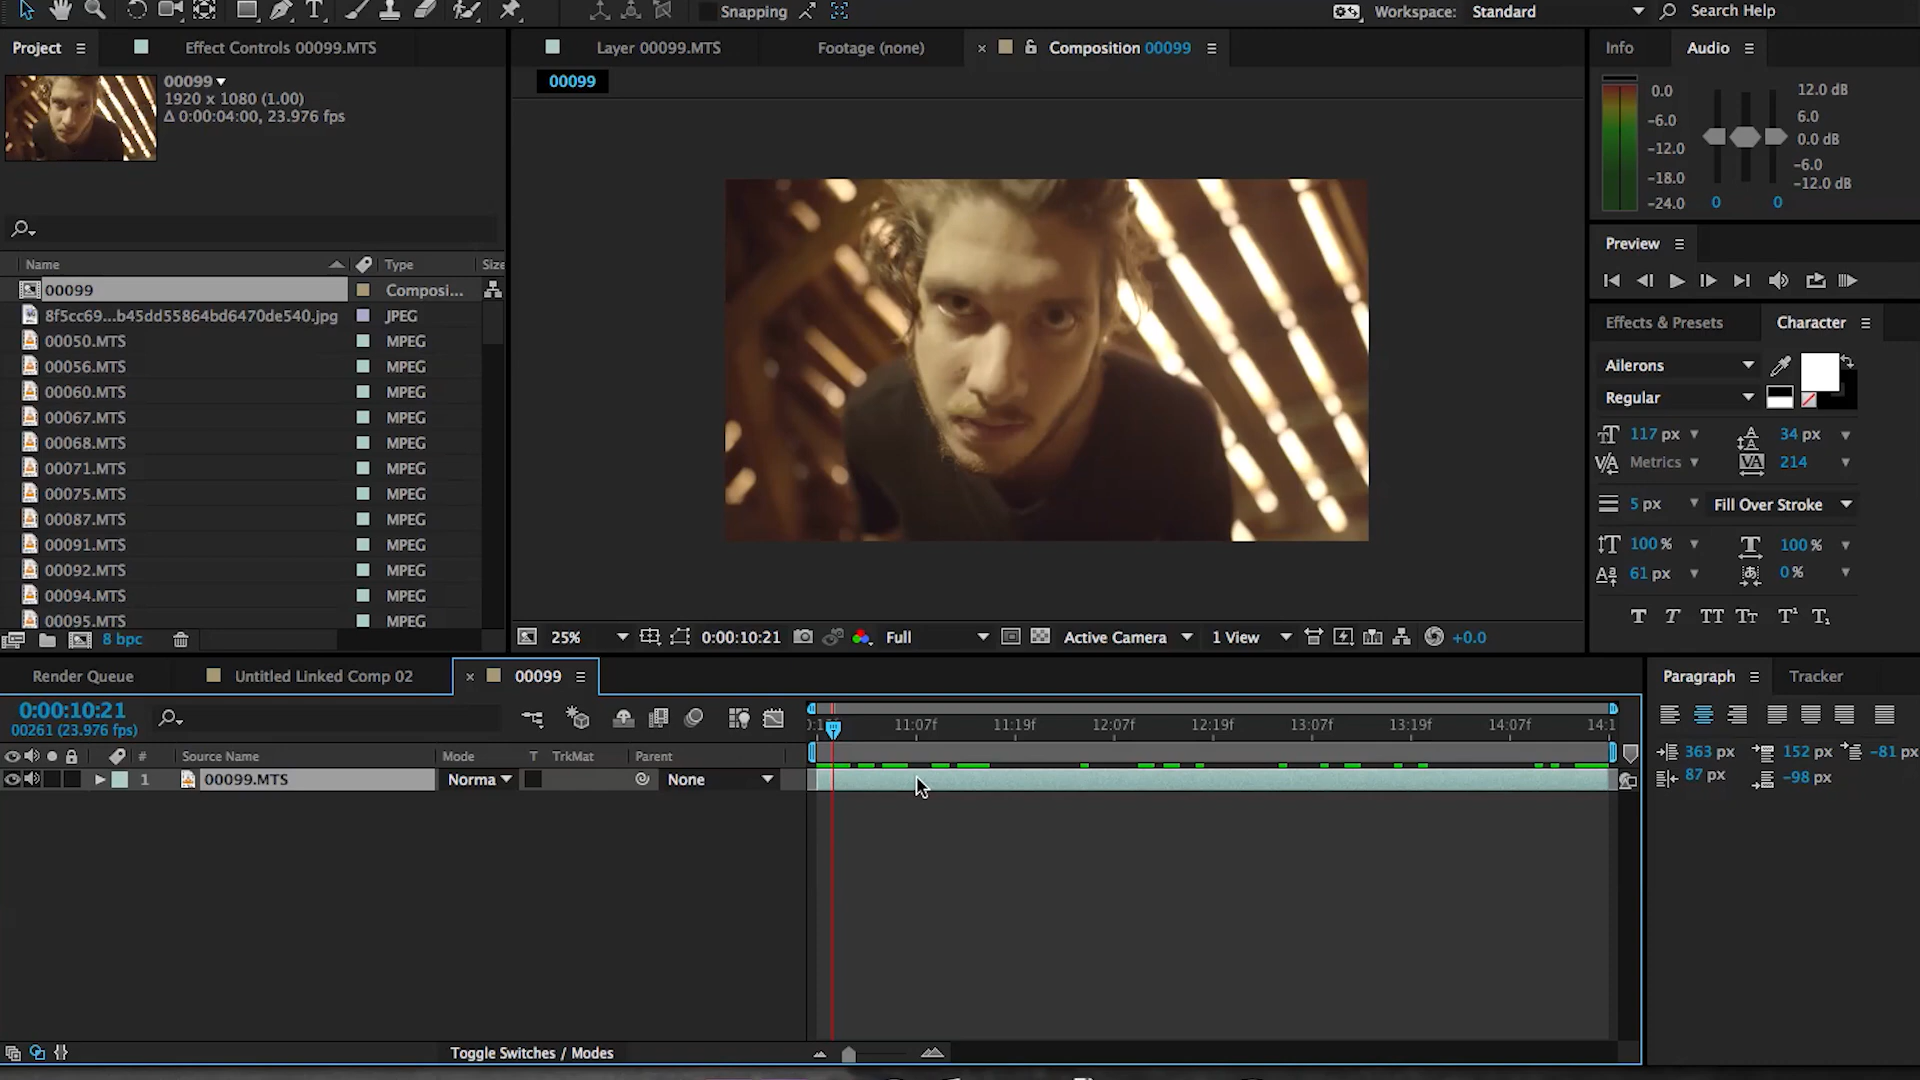 Snapping
Workspace: Standard
Search Help
Project
Effect Controls 00099.MTS
Layer 00099.MTS
Footage (none)
× Composition 00099
Info
Audio
00099
1920 x 1080 (1.00)
Δ 0:00:04:00, 23.976 fps
00099
0.0
-6.0
-12.0
-18.0
-24.0
12.0 dB
6.0
0.0 dB
-6.0
-12.0 dB
0 0
Preview
Name Type Size
00099 Composi...
8f5cc69...b45dd55864bd6470de540.jpg JPEG
00050.MTS MPEG
00056.MTS MPEG
00060.MTS MPEG
00067.MTS MPEG
00068.MTS MPEG
00071.MTS MPEG
00075.MTS MPEG
00087.MTS MPEG
00091.MTS MPEG
00092.MTS MPEG
00094.MTS MPEG
00095.MTS MPEG
8 bpc
Effects & Presets
Character
Ailerons
Regular
117 px 34 px
Metrics 214
5 px Fill Over Stroke
100 % 100 %
61 px 0 %
T T TT Tt T¹ T₁
25% 0:00:10:21 Full Active Camera 1 View +0.0
Render Queue
Untitled Linked Comp 02
× 00099
Paragraph
Tracker
0:00:10:21
00261 (23.976 fps)
11:07f 11:19f 12:07f 12:19f 13:07f 13:19f 14:07f 14:1
363 px 152 px -81 px
87 px -98 px
# Source Name Mode T TrkMat Parent
1 00099.MTS Norma None
Toggle Switches / Modes